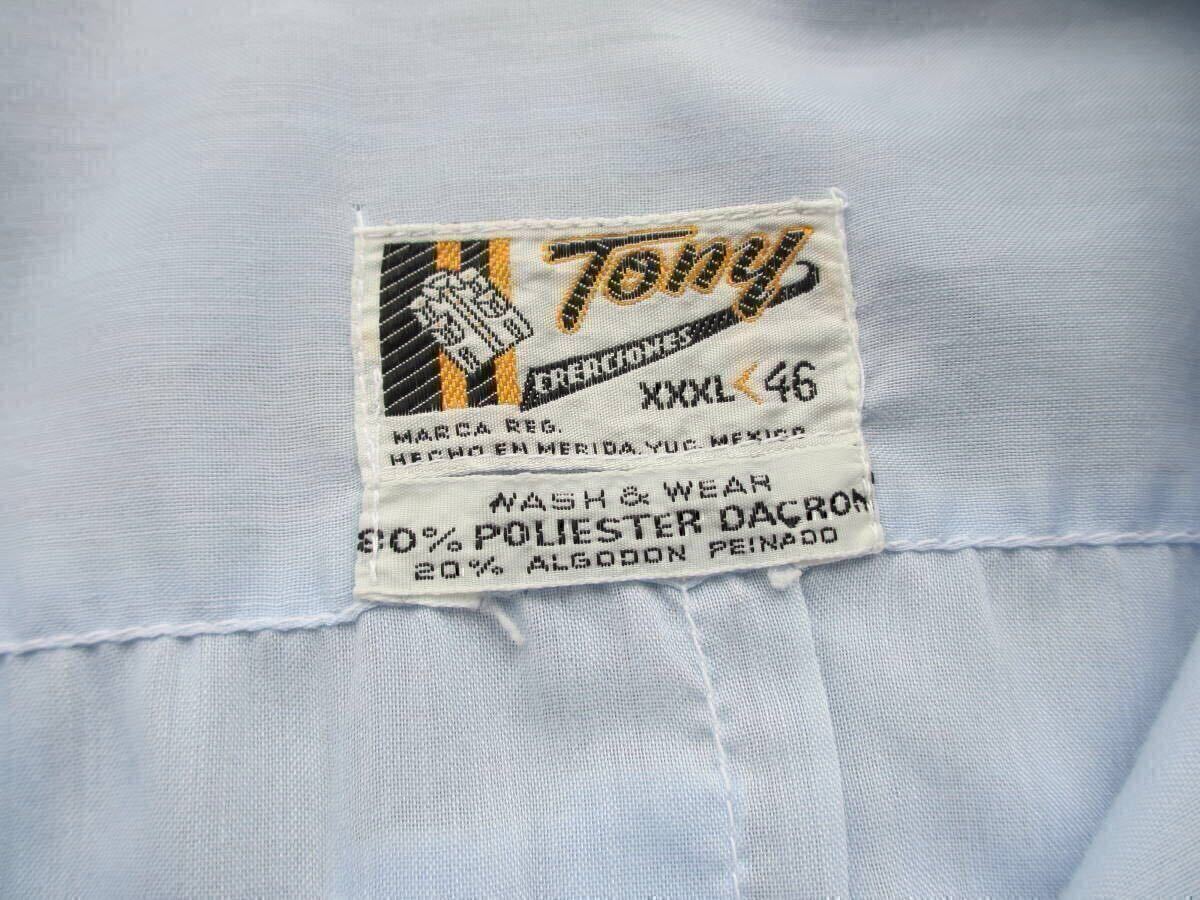 Tony
CREACIONES
XXXL < 46
MARCA REG.
HECHO EN MERIDA, YUC. MEXICO
WASH & WEAR
80% POLIESTER DACRON
20% ALGODON PEINADO